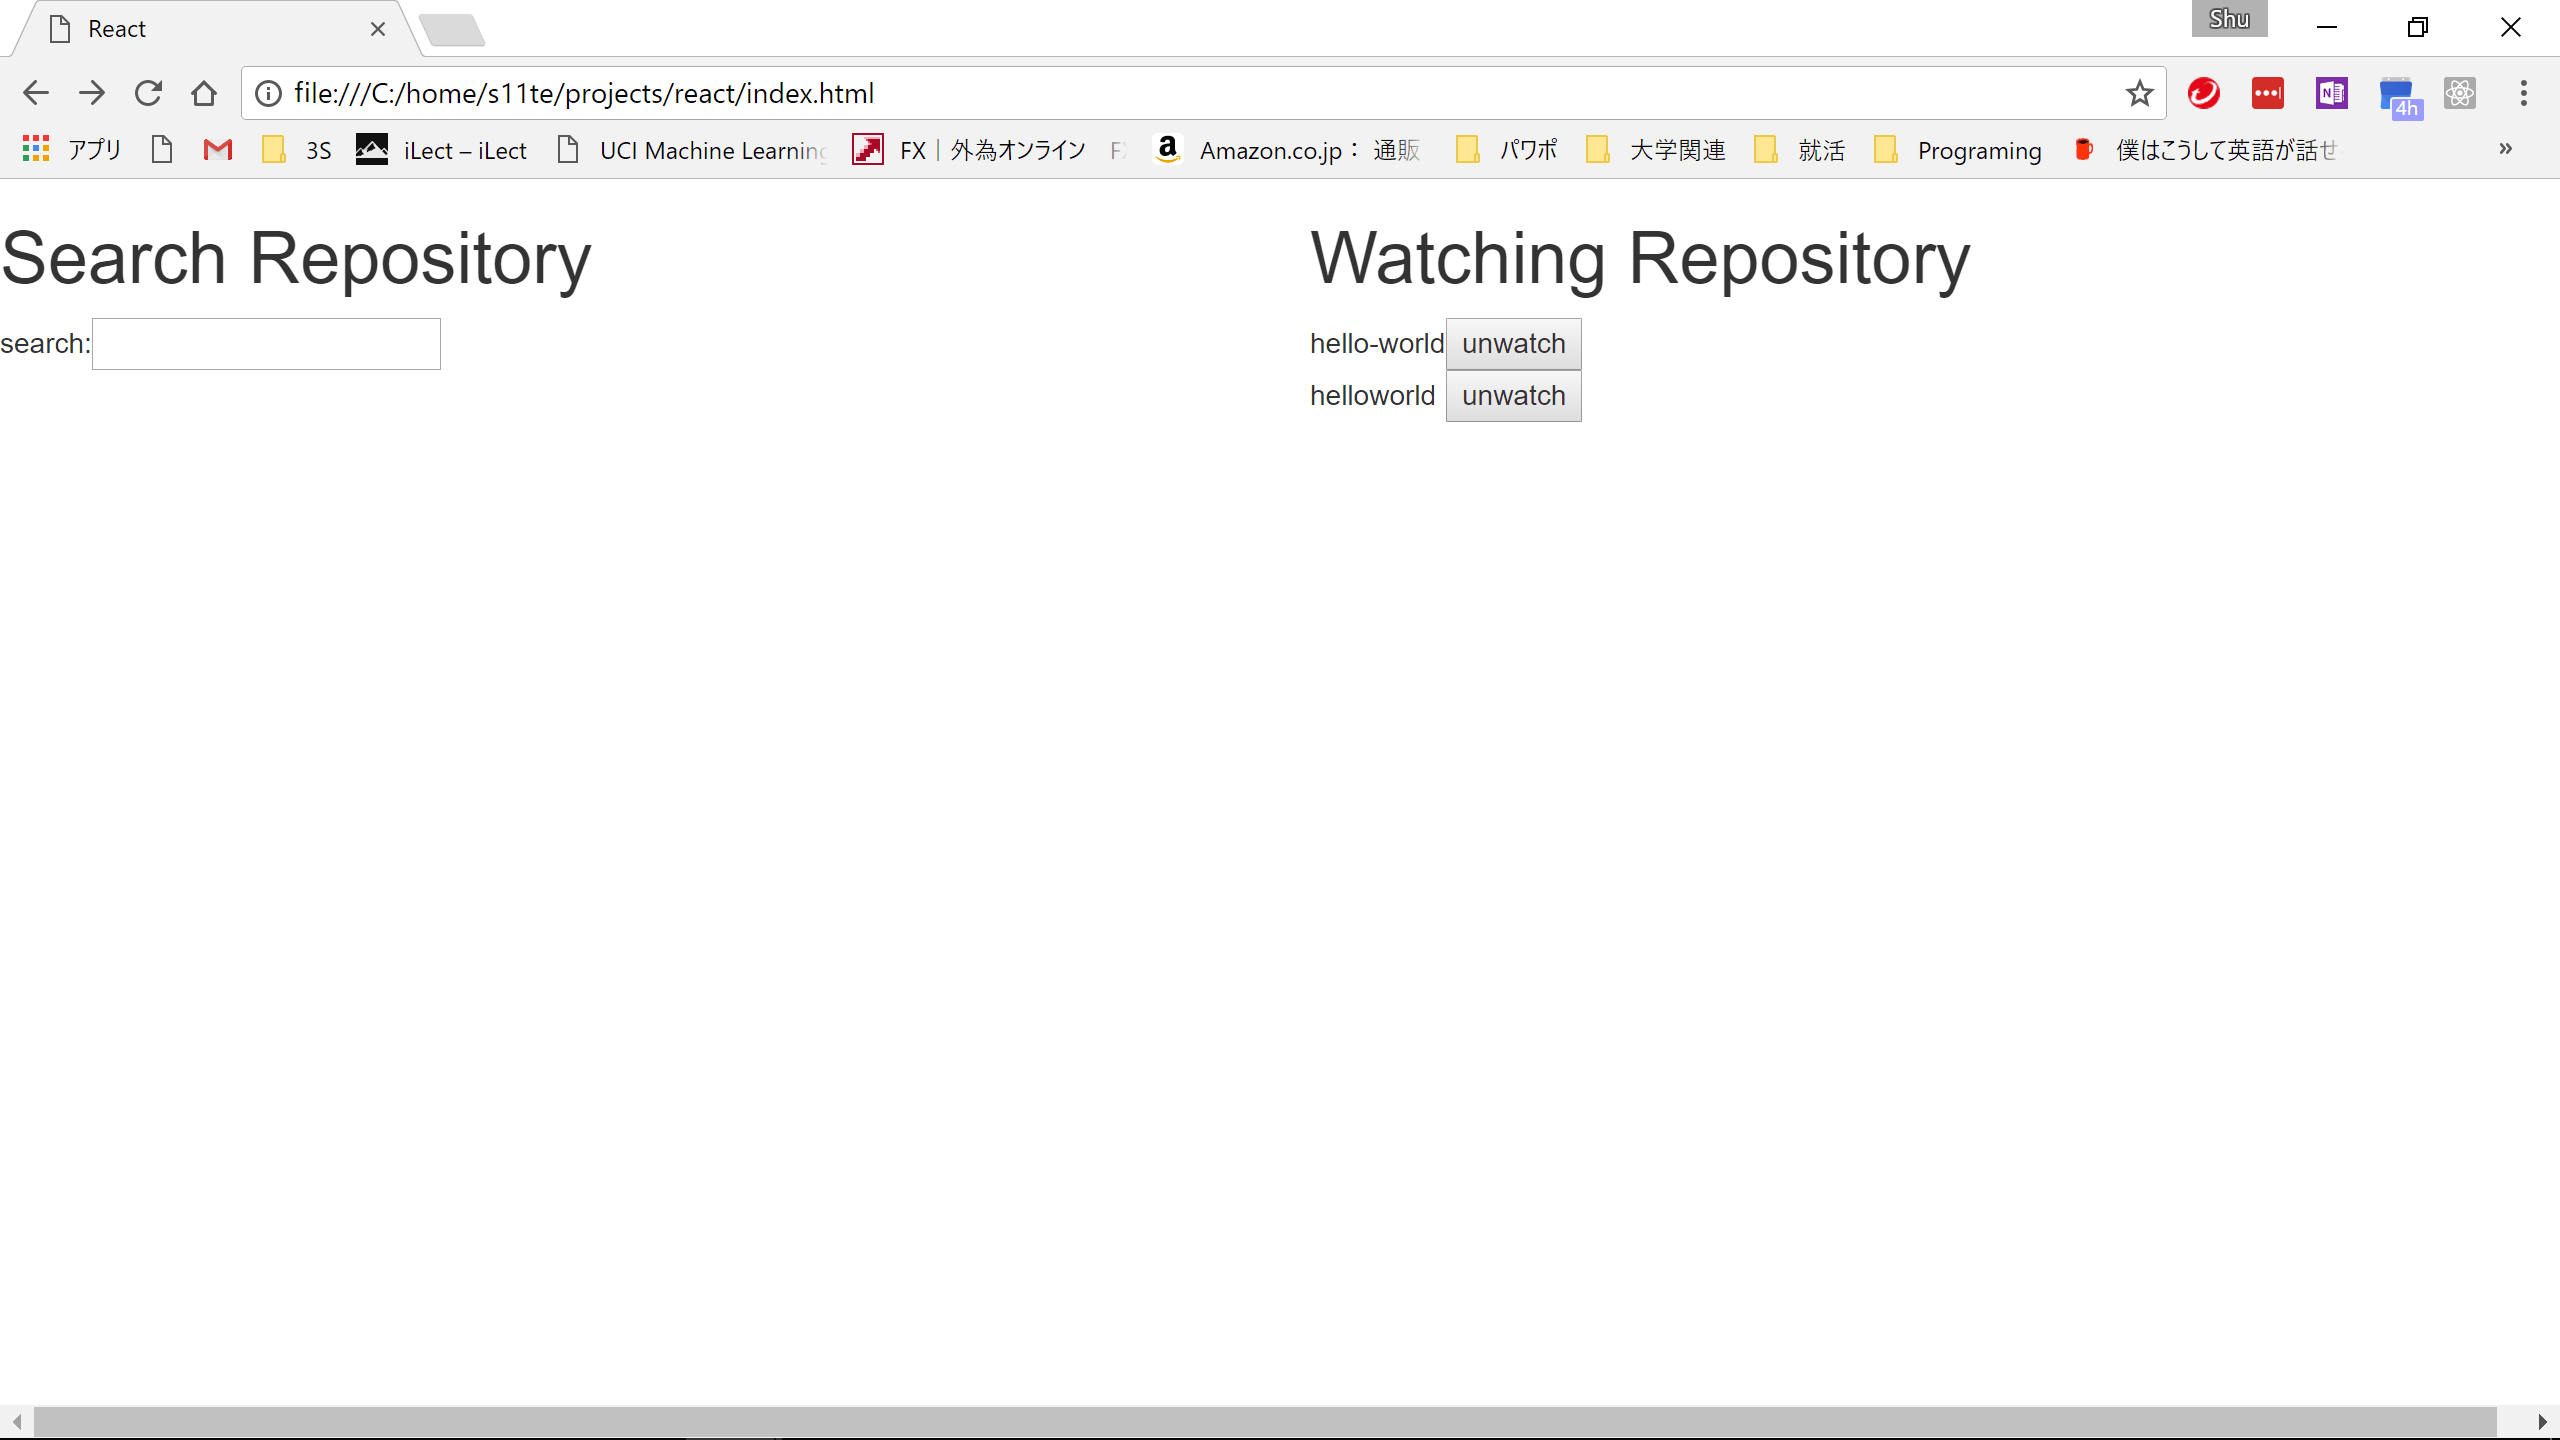 React
Shu
file:///C:/home/s11te/projects/react/index.html
4h
アプリ 3S iLect – iLect UCI Machine Learning FX｜外為オンライン FX Amazon.co.jp： 通販 パワポ 大学関連 就活 Programing 僕はこうして英語が話せ »
Search Repository
search:
Watching Repository
hello-world unwatch
helloworld unwatch